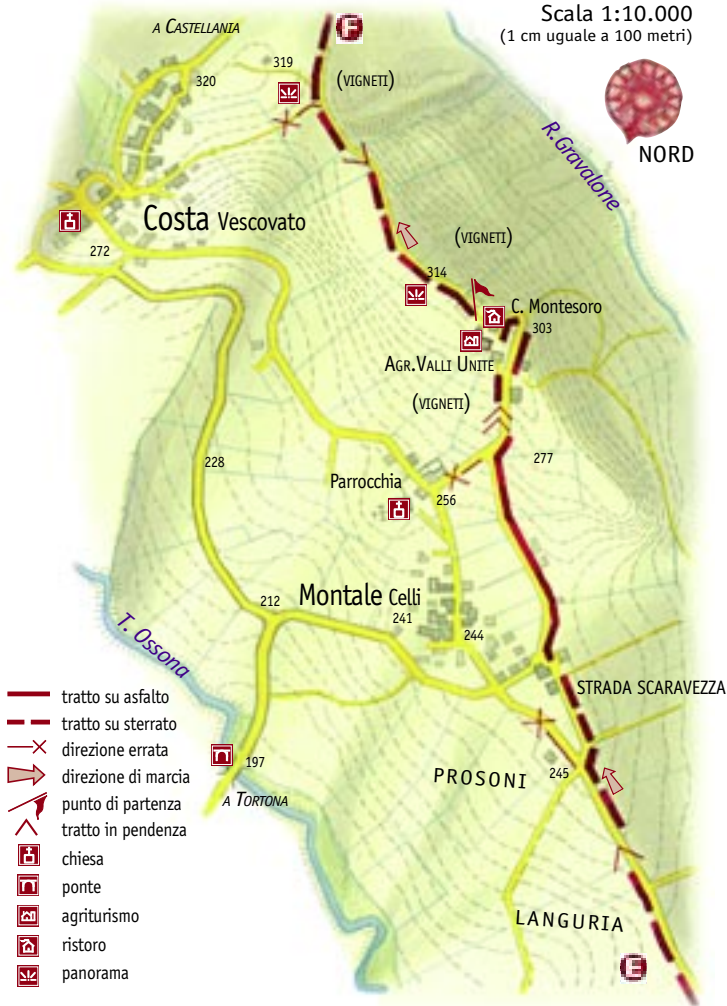 Scala 1:10.000
(1 cm uguale a 100 metri)
NORD
A CASTELLANIA
F
319
(VIGNETI)
320
R.Gravalone
Costa Vescovato
272
(VIGNETI)
314
C. Montesoro
303
AGR.VALLI UNITE
(VIGNETI)
228
277
Parrocchia
256
212
Montale Celli
241
244
T. Ossona
STRADA SCARAVEZZA
197
A TORTONA
PROSONI
245
LANGURIA
E
tratto su asfalto
tratto su sterrato
direzione errata
direzione di marcia
punto di partenza
tratto in pendenza
chiesa
ponte
agriturismo
ristoro
panorama